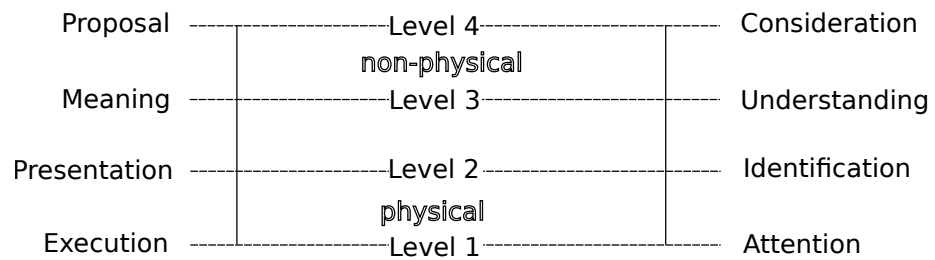 Proposal Level 4 Consideration
non-physical
Meaning Level 3 Understanding
Presentation Level 2 Identification
physical
Execution Level 1 Attention